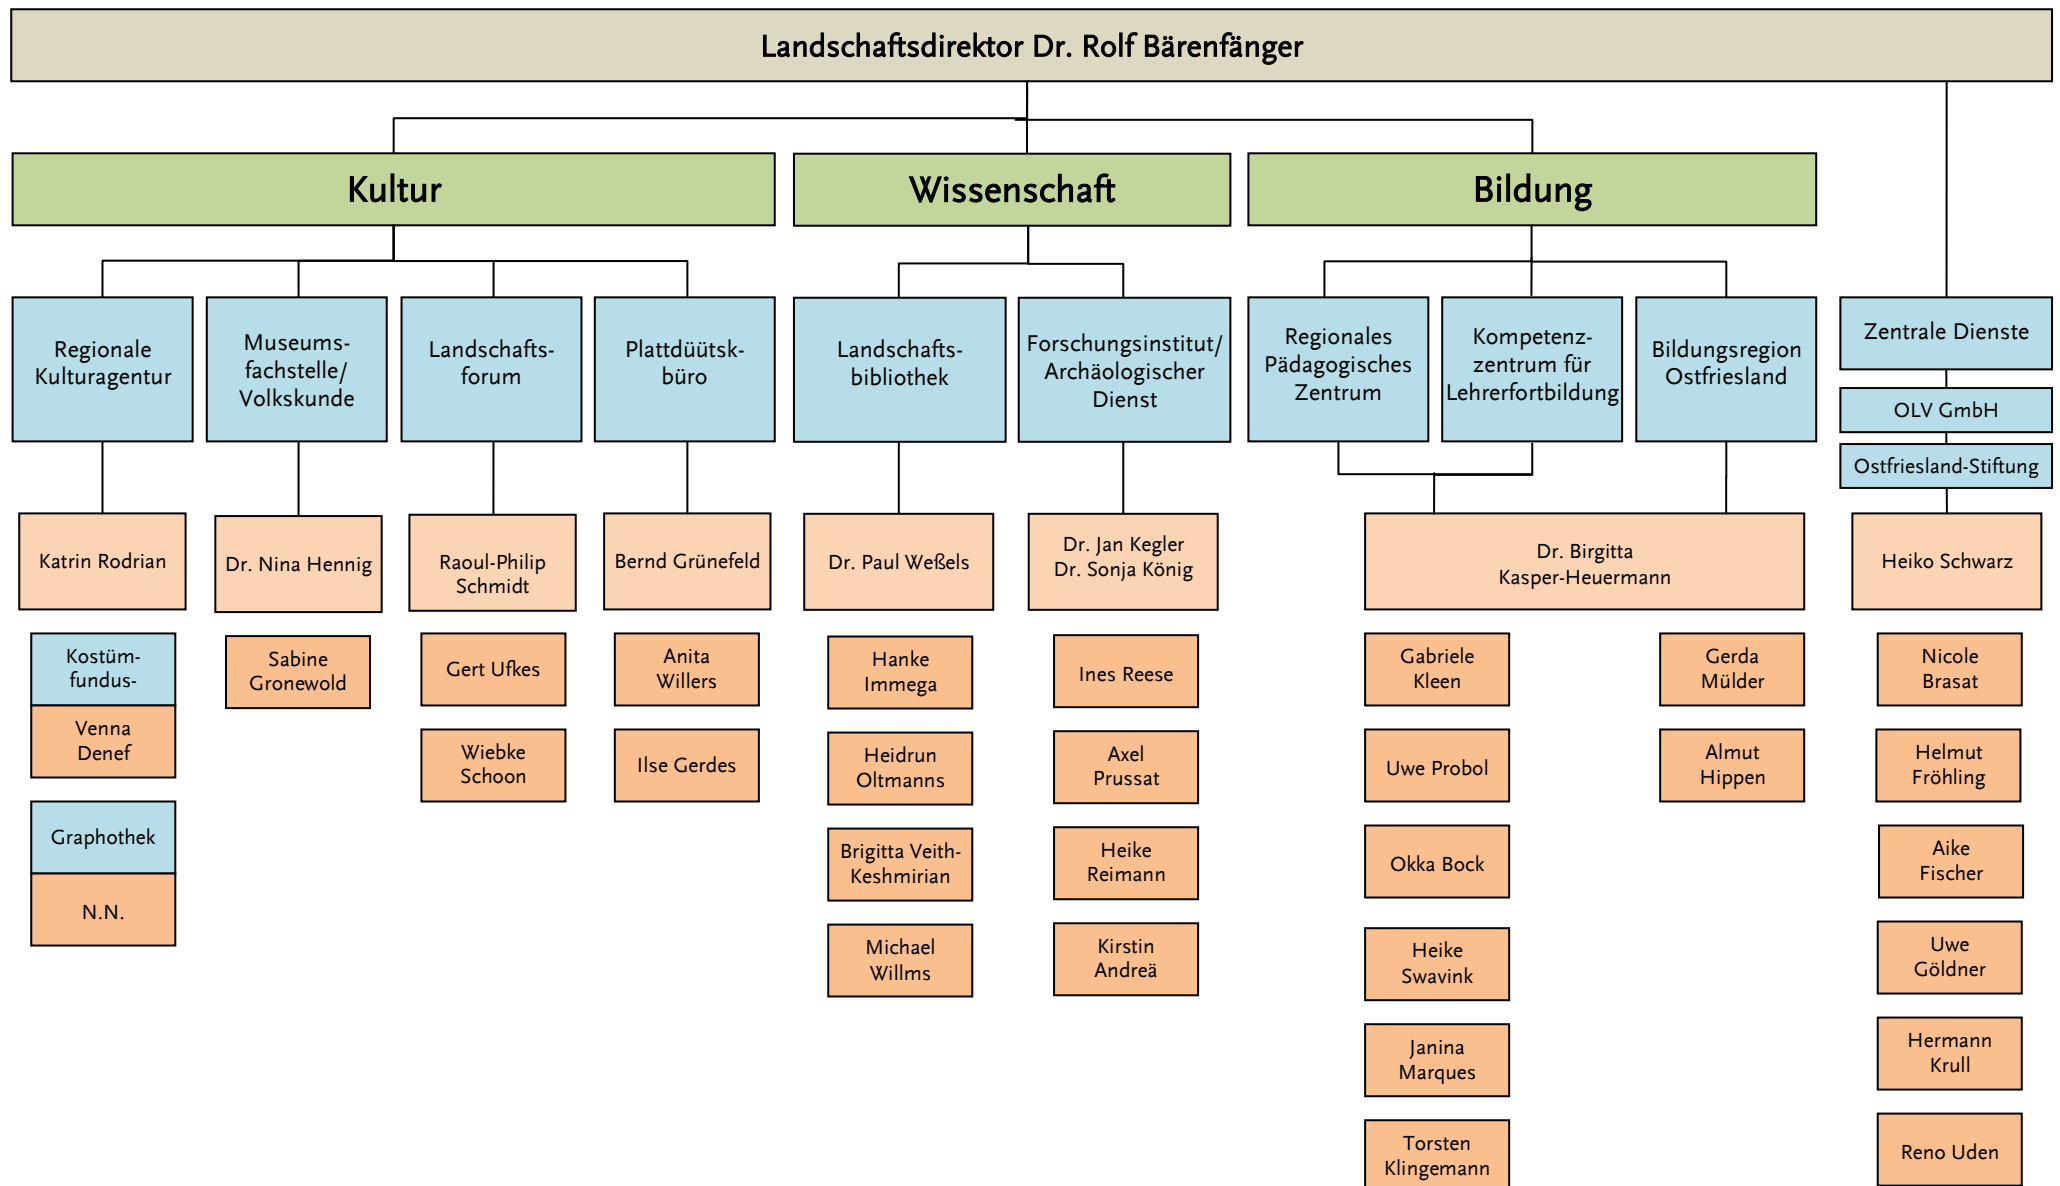 Landschaftsdirektor Dr. Rolf Bärenfänger
Kultur
Wissenschaft
Bildung
Regionale
Kulturagentur
Museums-
fachstelle/
Volkskunde
Landschafts-
forum
Plattdüütsk-
büro
Landschafts-
bibliothek
Forschungsinstitut/
Archäologischer
Dienst
Regionales
Pädagogisches
Zentrum
Kompetenz-
zentrum für
Lehrerfortbildung
Bildungsregion
Ostfriesland
Zentrale Dienste
OLV GmbH
Ostfriesland-Stiftung
Katrin Rodrian
Dr. Nina Hennig
Raoul-Philip
Schmidt
Bernd Grünefeld
Dr. Paul Weßels
Dr. Jan Kegler
Dr. Sonja König
Dr. Birgitta
Kasper-Heuermann
Heiko Schwarz
Kostüm-
fundus-
Venna
Denef
Graphothek
N.N.
Sabine
Gronewold
Gert Ufkes
Wiebke
Schoon
Anita
Willers
Ilse Gerdes
Hanke
Immega
Heidrun
Oltmanns
Brigitta Veith-
Keshmirian
Michael
Willms
Ines Reese
Axel
Prussat
Heike
Reimann
Kirstin
Andreä
Gabriele
Kleen
Uwe Probol
Okka Bock
Heike
Swavink
Janina
Marques
Torsten
Klingemann
Gerda
Mülder
Almut
Hippen
Nicole
Brasat
Helmut
Fröhling
Aike
Fischer
Uwe
Göldner
Hermann
Krull
Reno Uden